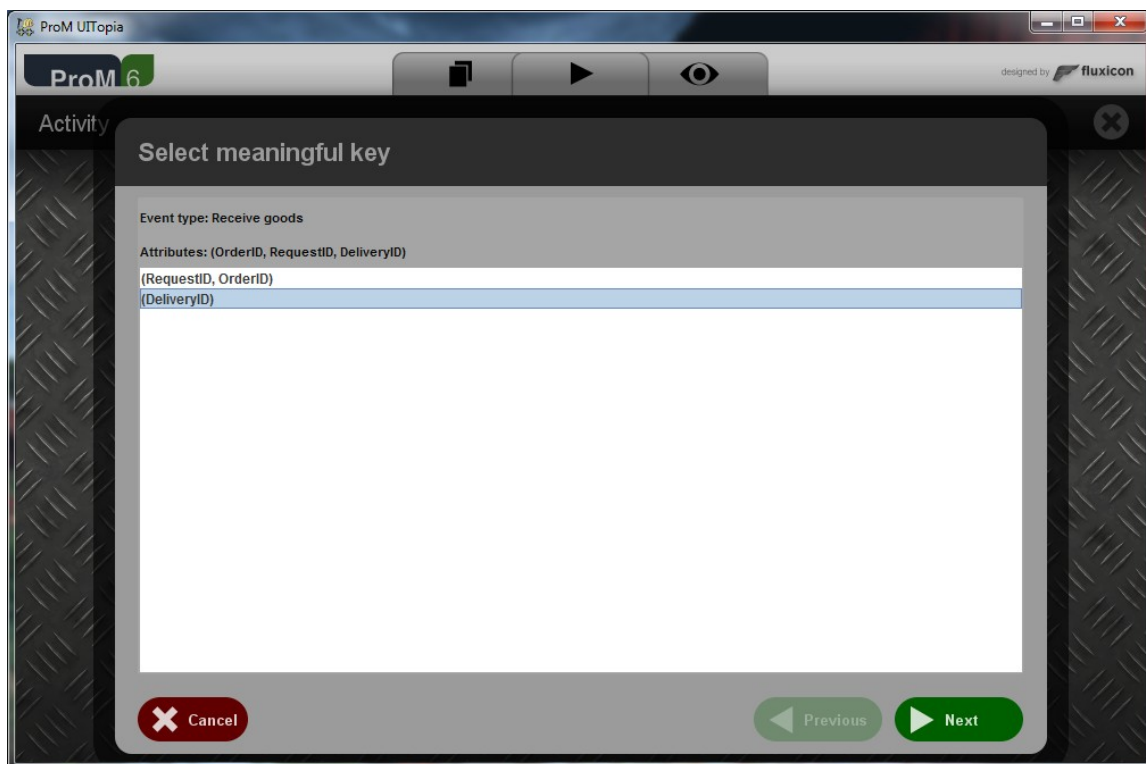 ProM UITopia
ProM 6
designed by fluxicon
Activity
Select meaningful key
Event type: Receive goods
Attributes: (OrderID, RequestID, DeliveryID)
(RequestID, OrderID)
(DeliveryID)
Cancel
Previous
Next